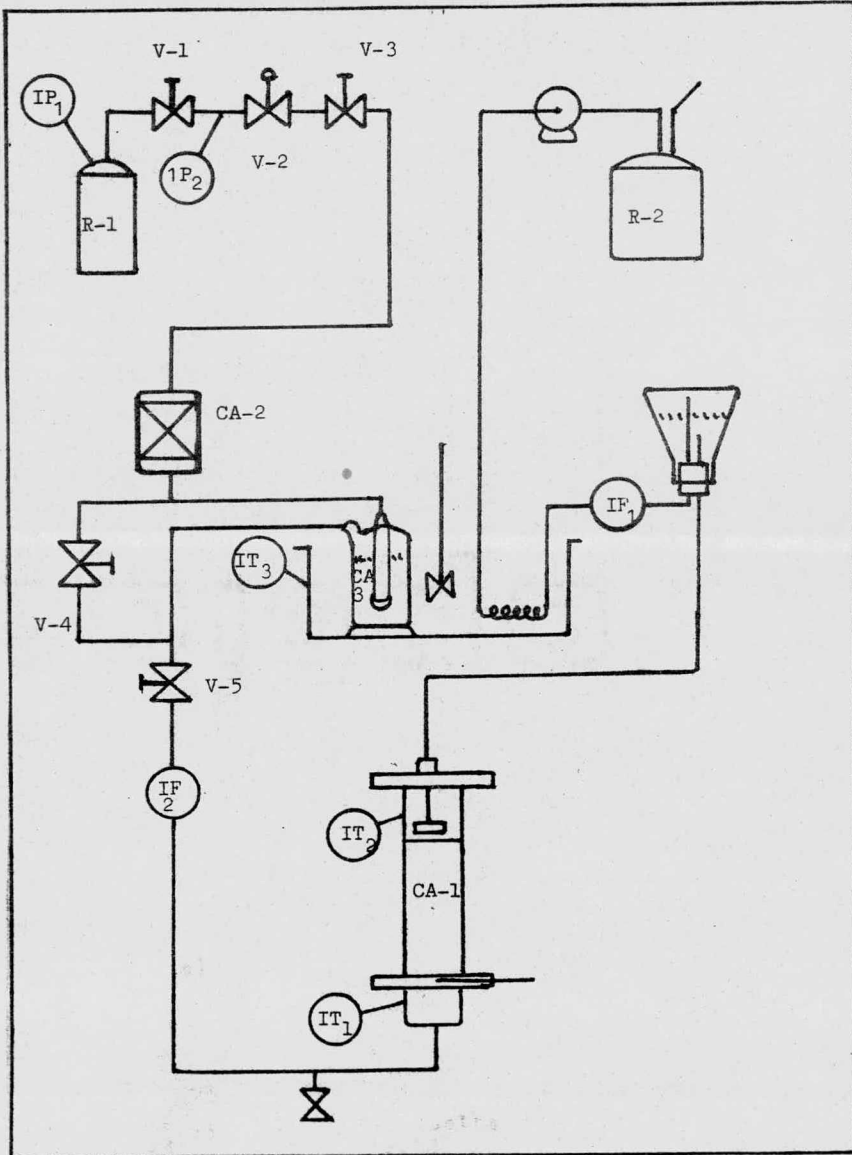 V-1
V-3
IP1
1P2
V-2
R-1
R-2
CA-2
IF1
IT3
CA
3
V-4
V-5
IF
2
IT2
CA-1
IT1